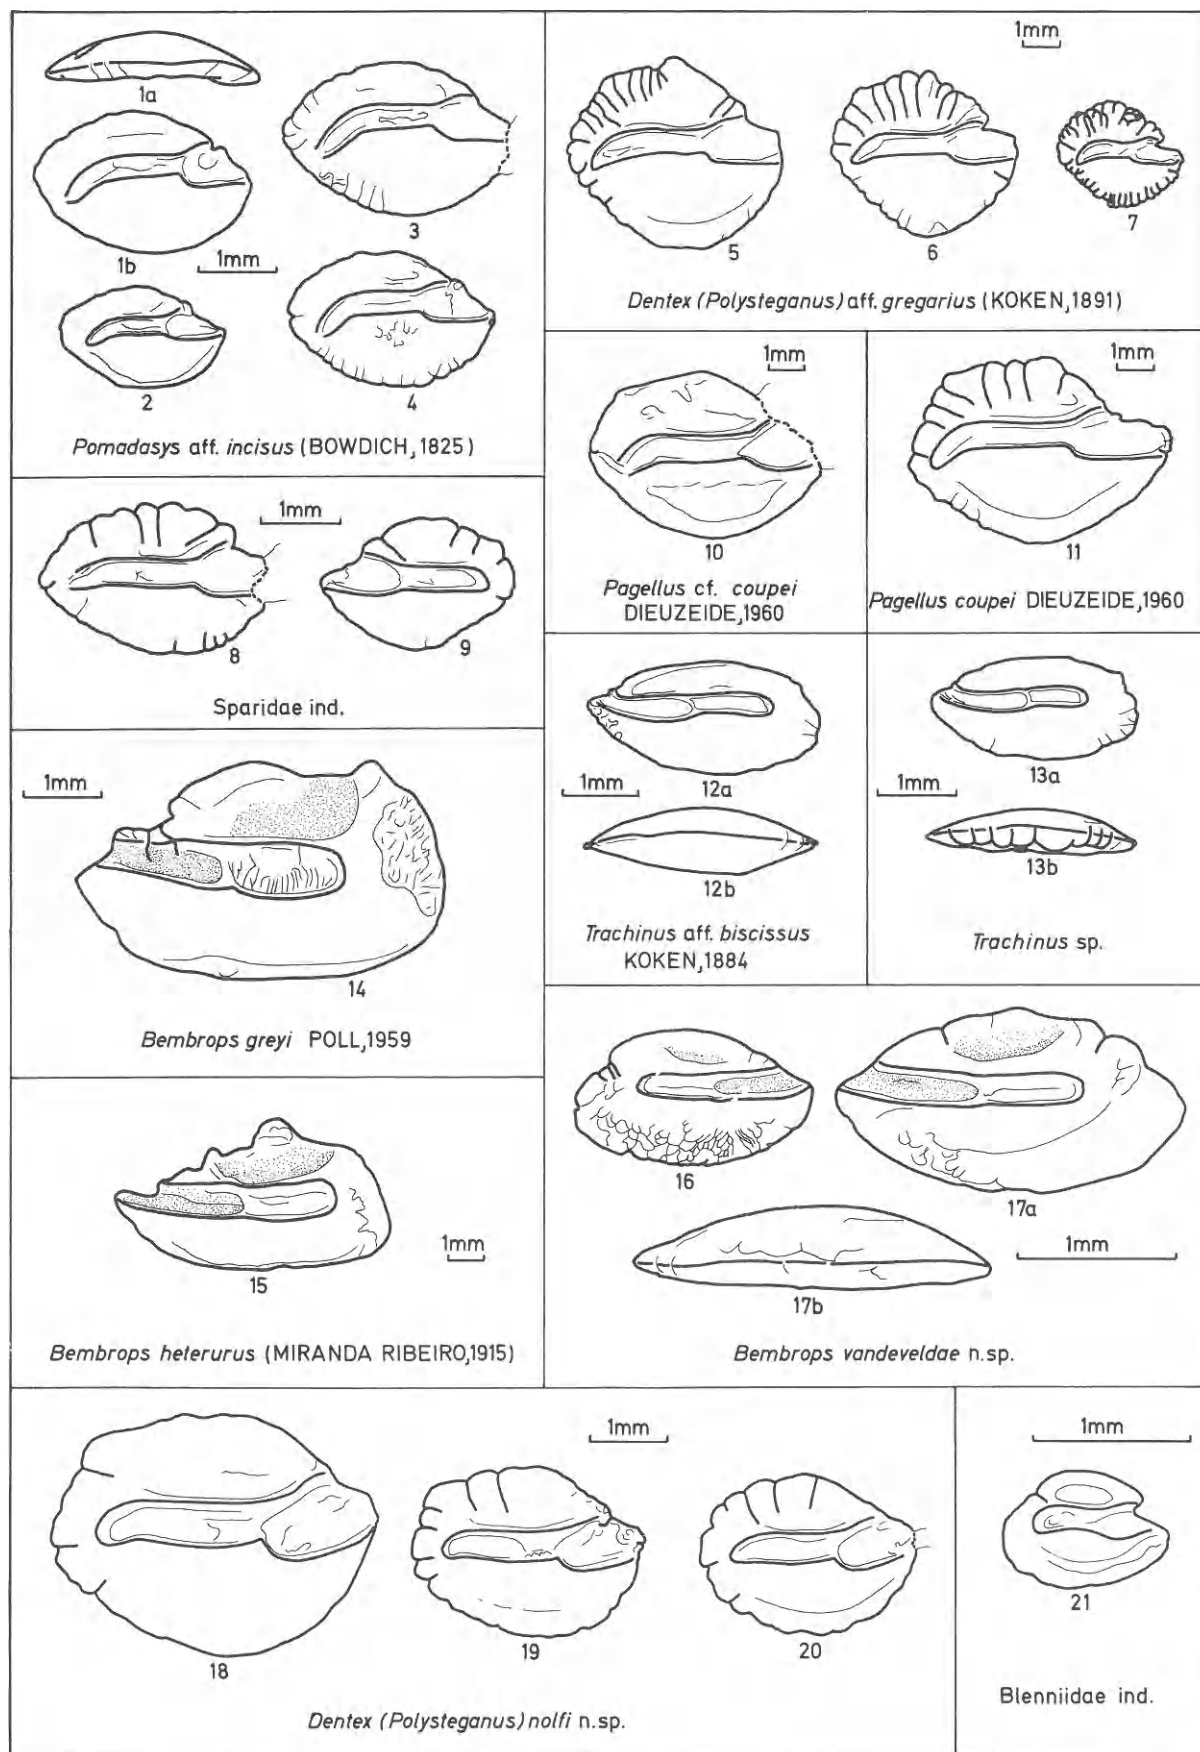 1a
1b
1mm
2
3
4
Pomadasys aff. incisus (BOWDICH, 1825)
1mm
5
6
7
Dentex (Polysteganus) aff. gregarius (KOKEN, 1891)
1mm
10
Pagellus cf. coupei
DIEUZEIDE, 1960
1mm
11
Pagellus coupei DIEUZEIDE, 1960
1mm
8
9
Sparidae ind.
12a
1mm
12b
Trachinus aff. biscissus
KOKEN, 1884
13a
1mm
13b
Trachinus sp.
1mm
14
Bembrops greyi POLL, 1959
15
1mm
Bembrops heterurus (MIRANDA RIBEIRO, 1915)
16
17a
17b
1mm
Bembrops vandeveldae n.sp.
18
1mm
19
20
Dentex (Polysteganus) nolfi n.sp.
1mm
21
Blenniidae ind.